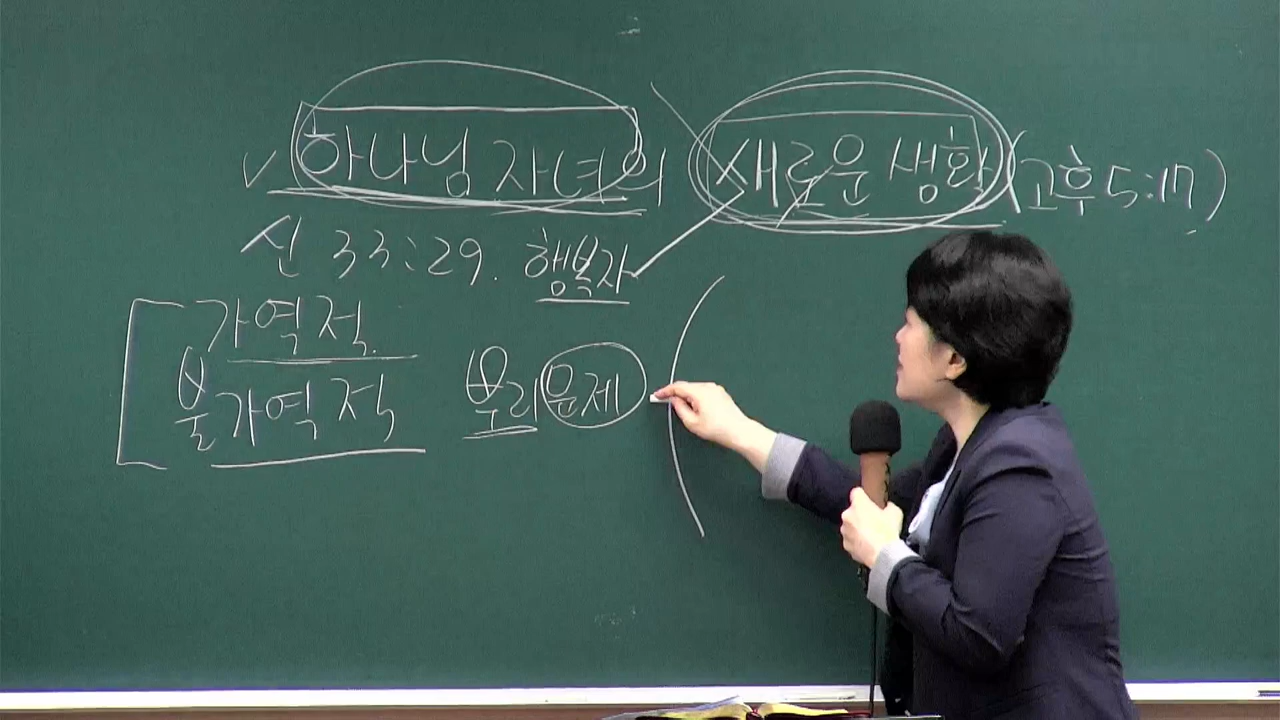 ✓ 하나님 자녀의 새로운 생활 (고후 5:17)
신 33:29. 행복자
가역적.
불가역적 뿌리문제